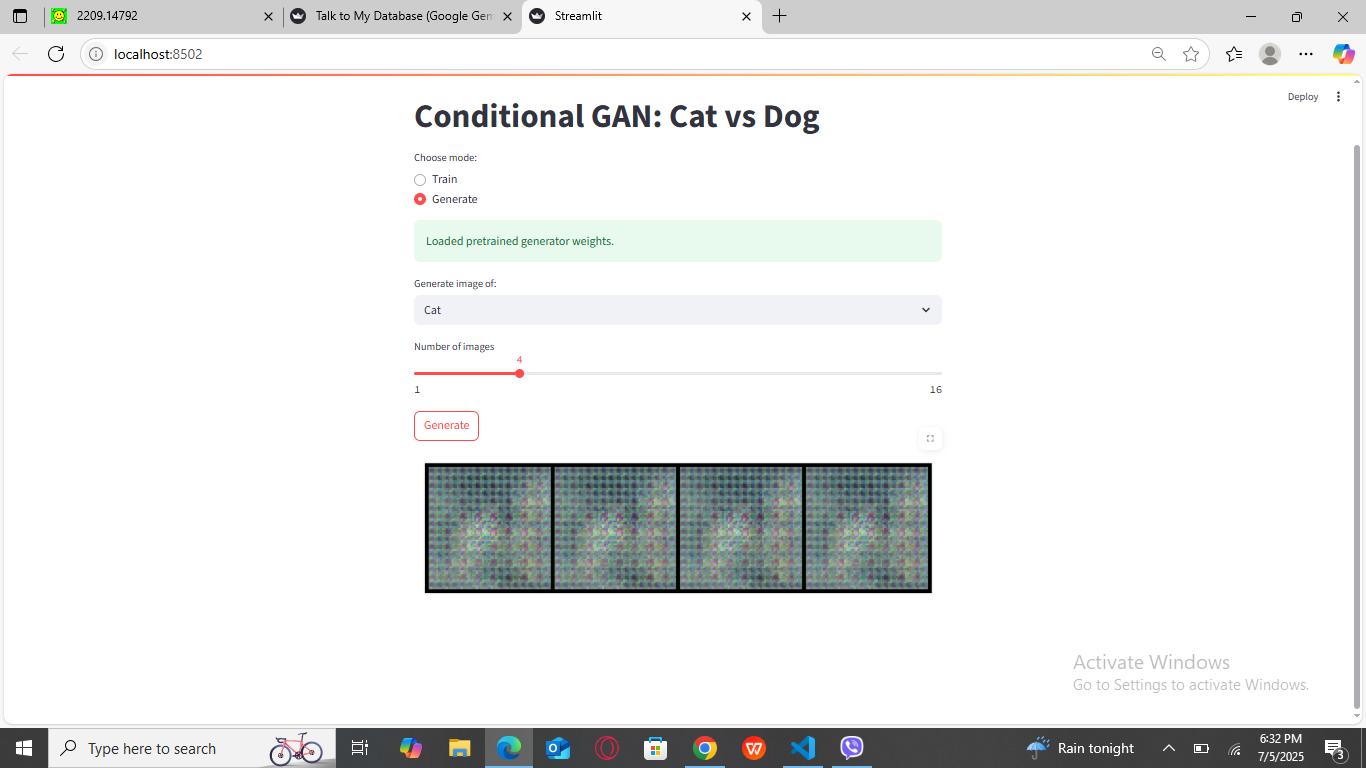 2209.14792
Talk to My Database (Google Gem
Streamlit
localhost:8502
Deploy
Conditional GAN: Cat vs Dog
Choose mode:
Train
Generate
Loaded pretrained generator weights.
Generate image of:
Cat
Number of images
4
1
16
Generate
Activate Windows
Go to Settings to activate Windows.
Type here to search
Rain tonight
6:32 PM
7/5/2025
3